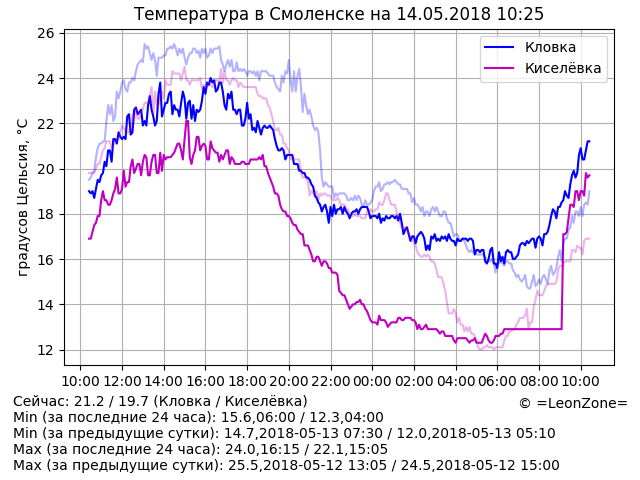 Температура в Смоленске на 14.05.2018 10:25
градусов Цельсия, °C
26
24
22
20
18
16
14
12
Кловка
Киселёвка
10:00 12:00 14:00 16:00 18:00 20:00 22:00 00:00 02:00 04:00 06:00 08:00 10:00
Сейчас: 21.2 / 19.7 (Кловка / Киселёвка)
© =LeonZone=
Min (за последние 24 часа): 15.6,06:00 / 12.3,04:00
Min (за предыдущие сутки): 14.7,2018-05-13 07:30 / 12.0,2018-05-13 05:10
Max (за последние 24 часа): 24.0,16:15 / 22.1,15:05
Max (за предыдущие сутки): 25.5,2018-05-12 13:05 / 24.5,2018-05-12 15:00